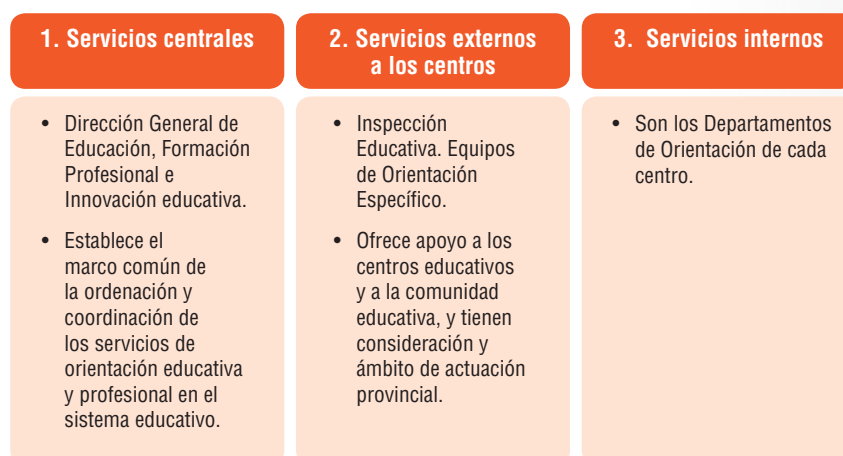 1. Servicios centrales
• Dirección General de
Educación, Formación
Profesional e
Innovación educativa.
• Establece el
marco común de
la ordenación y
coordinación de
los servicios de
orientación educativa
y profesional en el
sistema educativo.
2. Servicios externos
a los centros
• Inspección
Educativa. Equipos
de Orientación
Específico.
• Ofrece apoyo a los
centros educativos
y a la comunidad
educativa, y tienen
consideración y
ámbito de actuación
provincial.
3. Servicios internos
• Son los Departamentos
de Orientación de cada
centro.